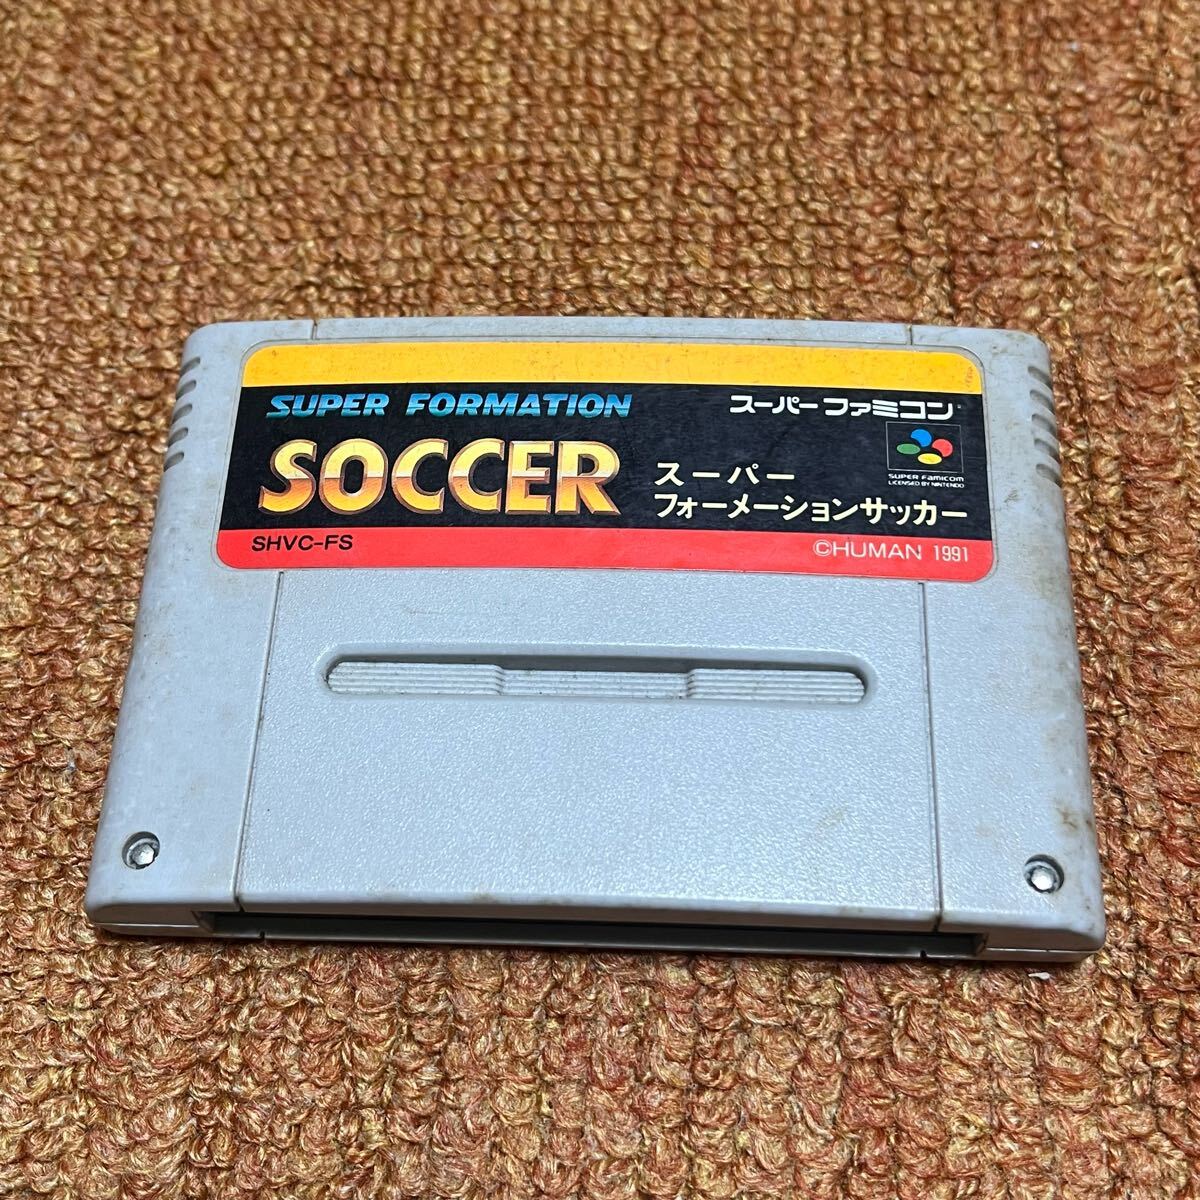 SUPER FORMATION
SOCCER
スーパーファミコン
SUPER FAMICOM
LICENSED BY NINTENDO
スーパー
フォーメーションサッカー
SHVC-FS
©HUMAN 1991